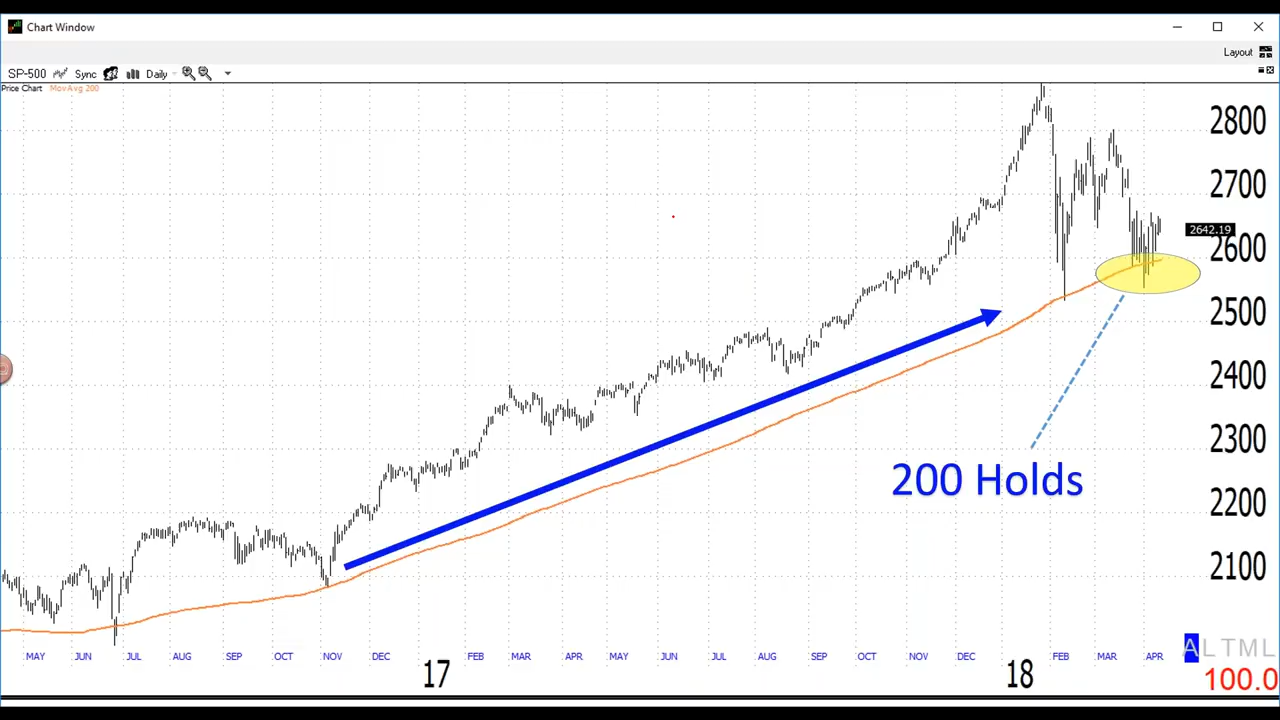 Chart Window
Layout
SP-500 Sync Daily
Price Chart MovAvg 200
2800
2700
2642.19
2600
2500
2400
2300
200 Holds
2200
2100
MAY JUN JUL AUG SEP OCT NOV DEC FEB MAR APR MAY JUN JUL AUG SEP OCT NOV DEC FEB MAR APR
17 18
A L T M L
100.0